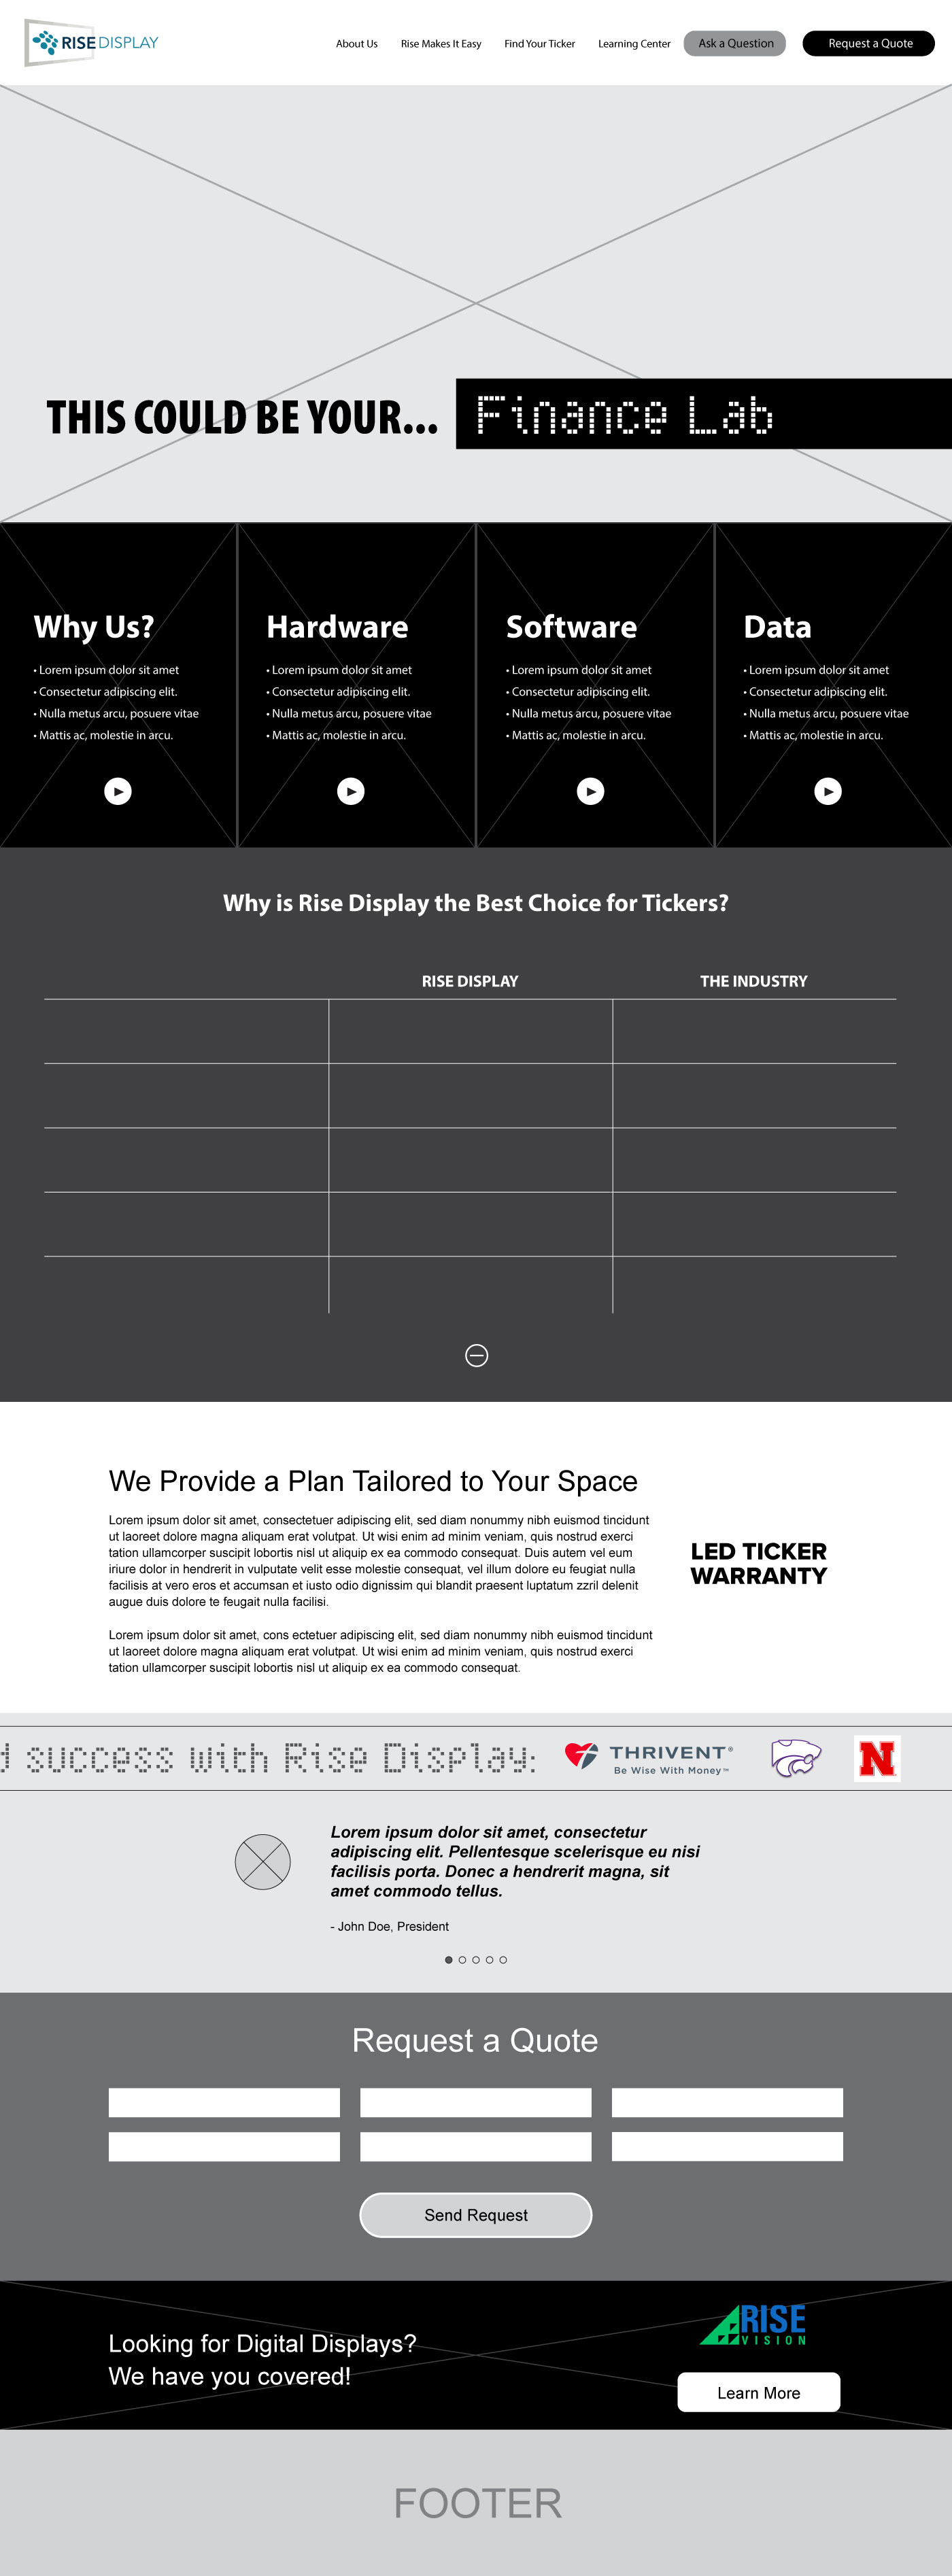 RISE DISPLAY
About Us
Rise Makes It Easy
Find Your Ticker
Learning Center
Ask a Question
Request a Quote
THIS COULD BE YOUR...
Finance Lab
Why Us?
• Lorem ipsum dolor sit amet
• Consectetur adipiscing elit.
• Nulla metus arcu, posuere vitae
• Mattis ac, molestie in arcu.
Hardware
• Lorem ipsum dolor sit amet
• Consectetur adipiscing elit.
• Nulla metus arcu, posuere vitae
• Mattis ac, molestie in arcu.
Software
• Lorem ipsum dolor sit amet
• Consectetur adipiscing elit.
• Nulla metus arcu, posuere vitae
• Mattis ac, molestie in arcu.
Data
• Lorem ipsum dolor sit amet
• Consectetur adipiscing elit.
• Nulla metus arcu, posuere vitae
• Mattis ac, molestie in arcu.
Why is Rise Display the Best Choice for Tickers?
RISE DISPLAY
THE INDUSTRY
We Provide a Plan Tailored to Your Space
Lorem ipsum dolor sit amet, consectetuer adipiscing elit, sed diam nonummy nibh euismod tincidunt
ut laoreet dolore magna aliquam erat volutpat. Ut wisi enim ad minim veniam, quis nostrud exerci
tation ullamcorper suscipit lobortis nisl ut aliquip ex ea commodo consequat. Duis autem vel eum
iriure dolor in hendrerit in vulputate velit esse molestie consequat, vel illum dolore eu feugiat nulla
facilisis at vero eros et accumsan et iusto odio dignissim qui blandit praesent luptatum zzril delenit
augue duis dolore te feugait nulla facilisi.
Lorem ipsum dolor sit amet, cons ectetuer adipiscing elit, sed diam nonummy nibh euismod tincidunt
ut laoreet dolore magna aliquam erat volutpat. Ut wisi enim ad minim veniam, quis nostrud exerci
tation ullamcorper suscipit lobortis nisl ut aliquip ex ea commodo consequat.
LED TICKER
WARRANTY
d success with Rise Display:
THRIVENT®
Be Wise With Money™
N
Lorem ipsum dolor sit amet, consectetur
adipiscing elit. Pellentesque scelerisque eu nisi
facilisis porta. Donec a hendrerit magna, sit
amet commodo tellus.
- John Doe, President
Request a Quote
Send Request
Looking for Digital Displays?
We have you covered!
RISE
VISION
Learn More
FOOTER